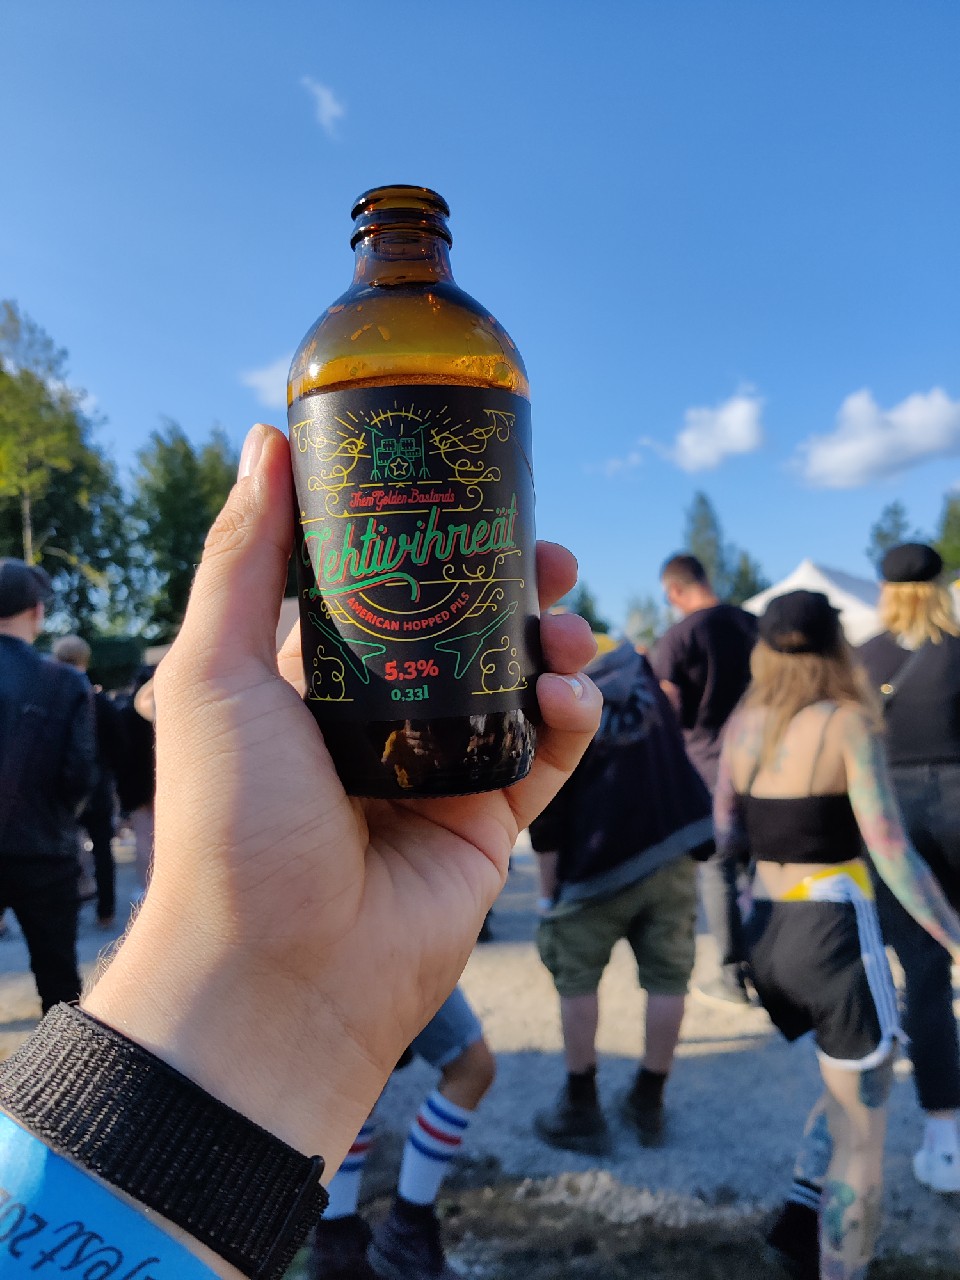 Them Golden Bastards
Tehtivihreät
AMERICAN HOPPED PILS
5,3%
0,33l